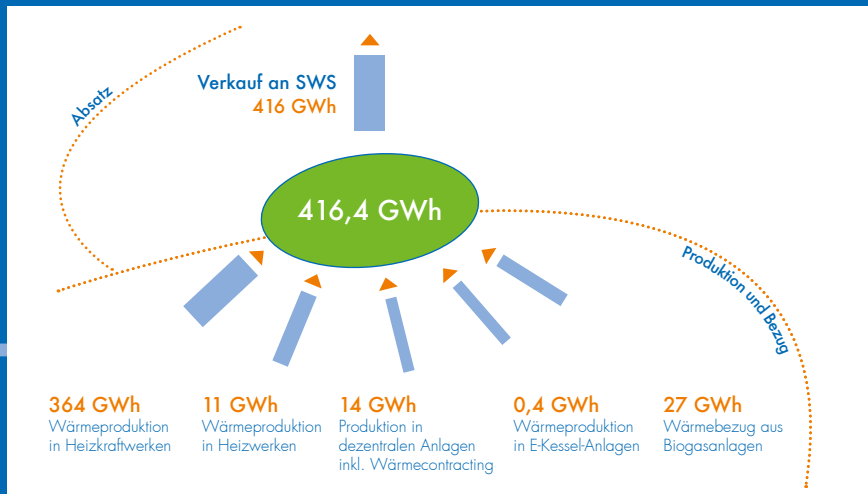 Absatz
Verkauf an SWS
416 GWh
416,4 GWh
Produktion und Bezug
364 GWh
Wärmeproduktion
in Heizkraftwerken
11 GWh
Wärmeproduktion
in Heizwerken
14 GWh
Produktion in
dezentralen Anlagen
inkl. Wärmecontracting
0,4 GWh
Wärmeproduktion
in E-Kessel-Anlagen
27 GWh
Wärmebezug aus
Biogasanlagen